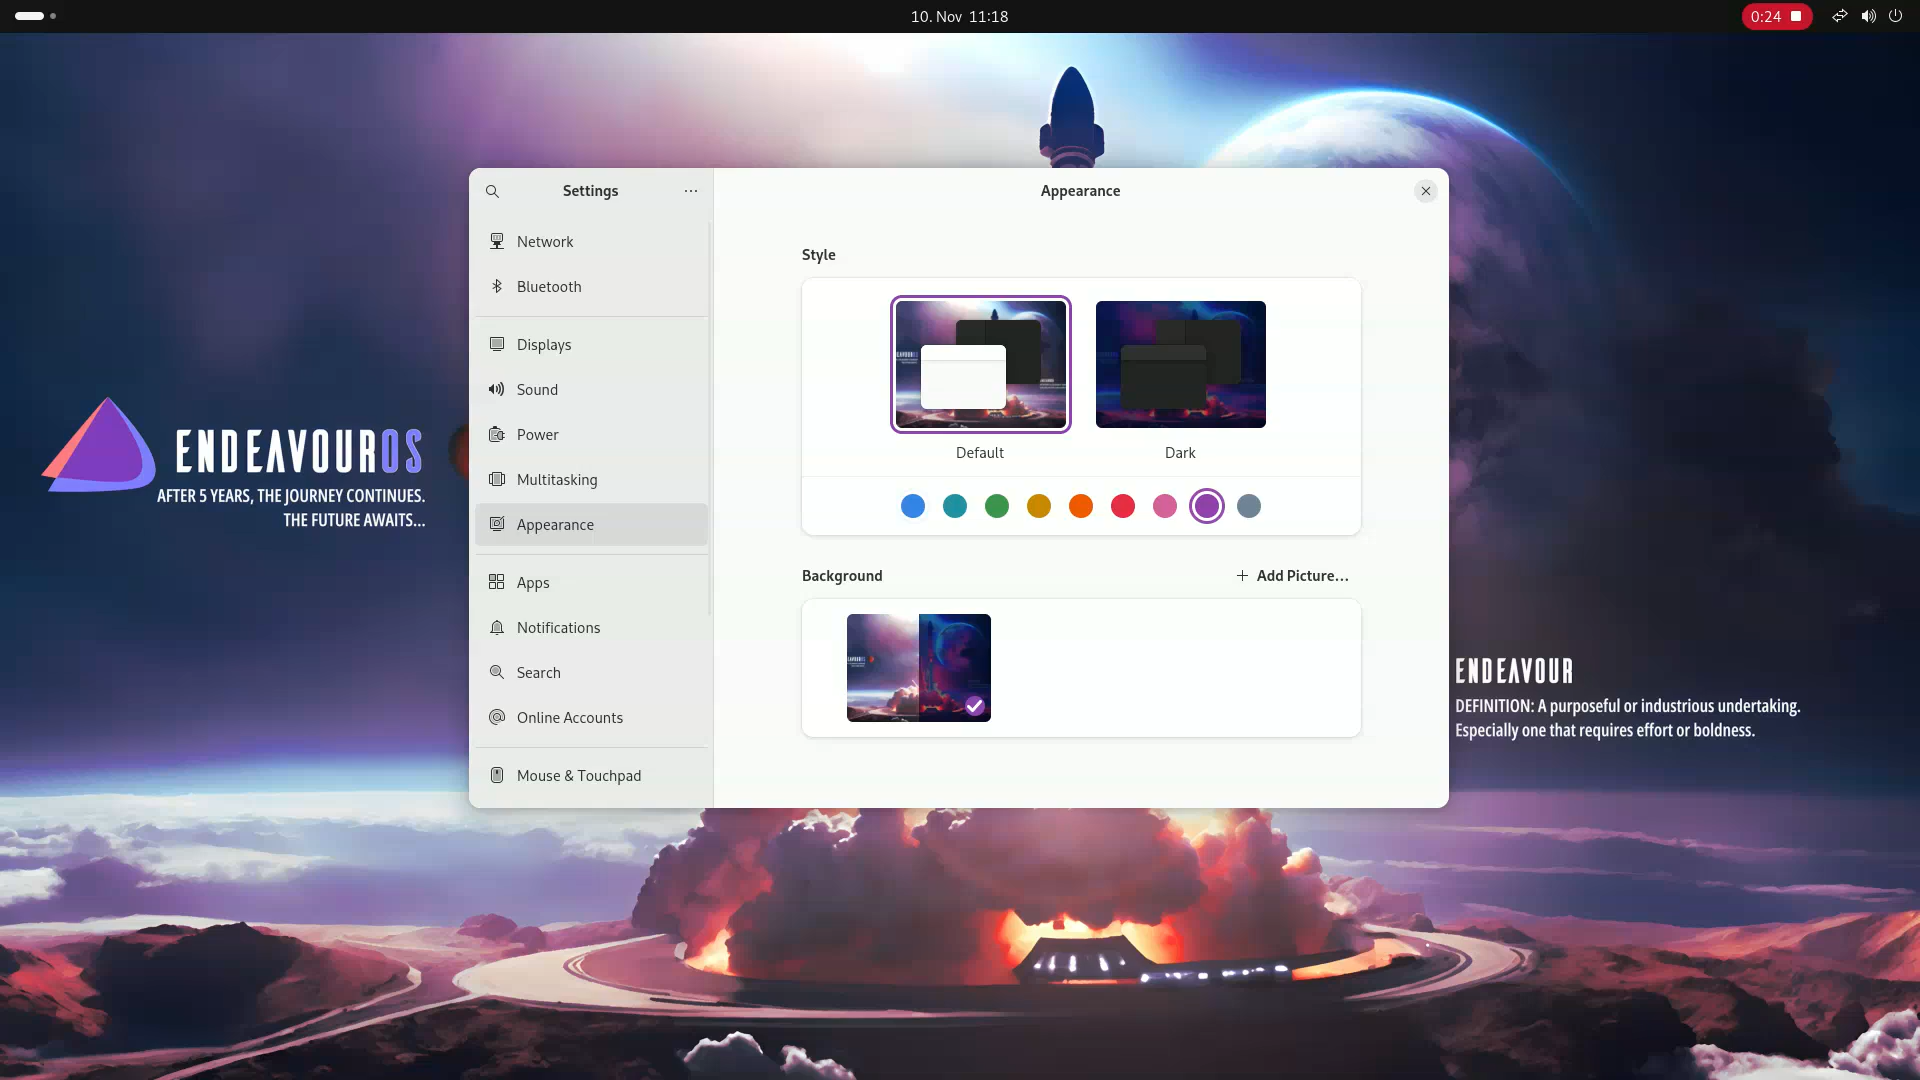 10. Nov 11:18
0:24
Settings
Appearance
Network
Bluetooth
Displays
Sound
Power
Multitasking
Appearance
Apps
Notifications
Search
Online Accounts
Mouse & Touchpad
Style
Default
Dark
Background
Add Picture...
ENDEAVOUROS
AFTER 5 YEARS, THE JOURNEY CONTINUES.
THE FUTURE AWAITS...
ENDEAVOUR
DEFINITION: A purposeful or industrious undertaking.
Especially one that requires effort or boldness.